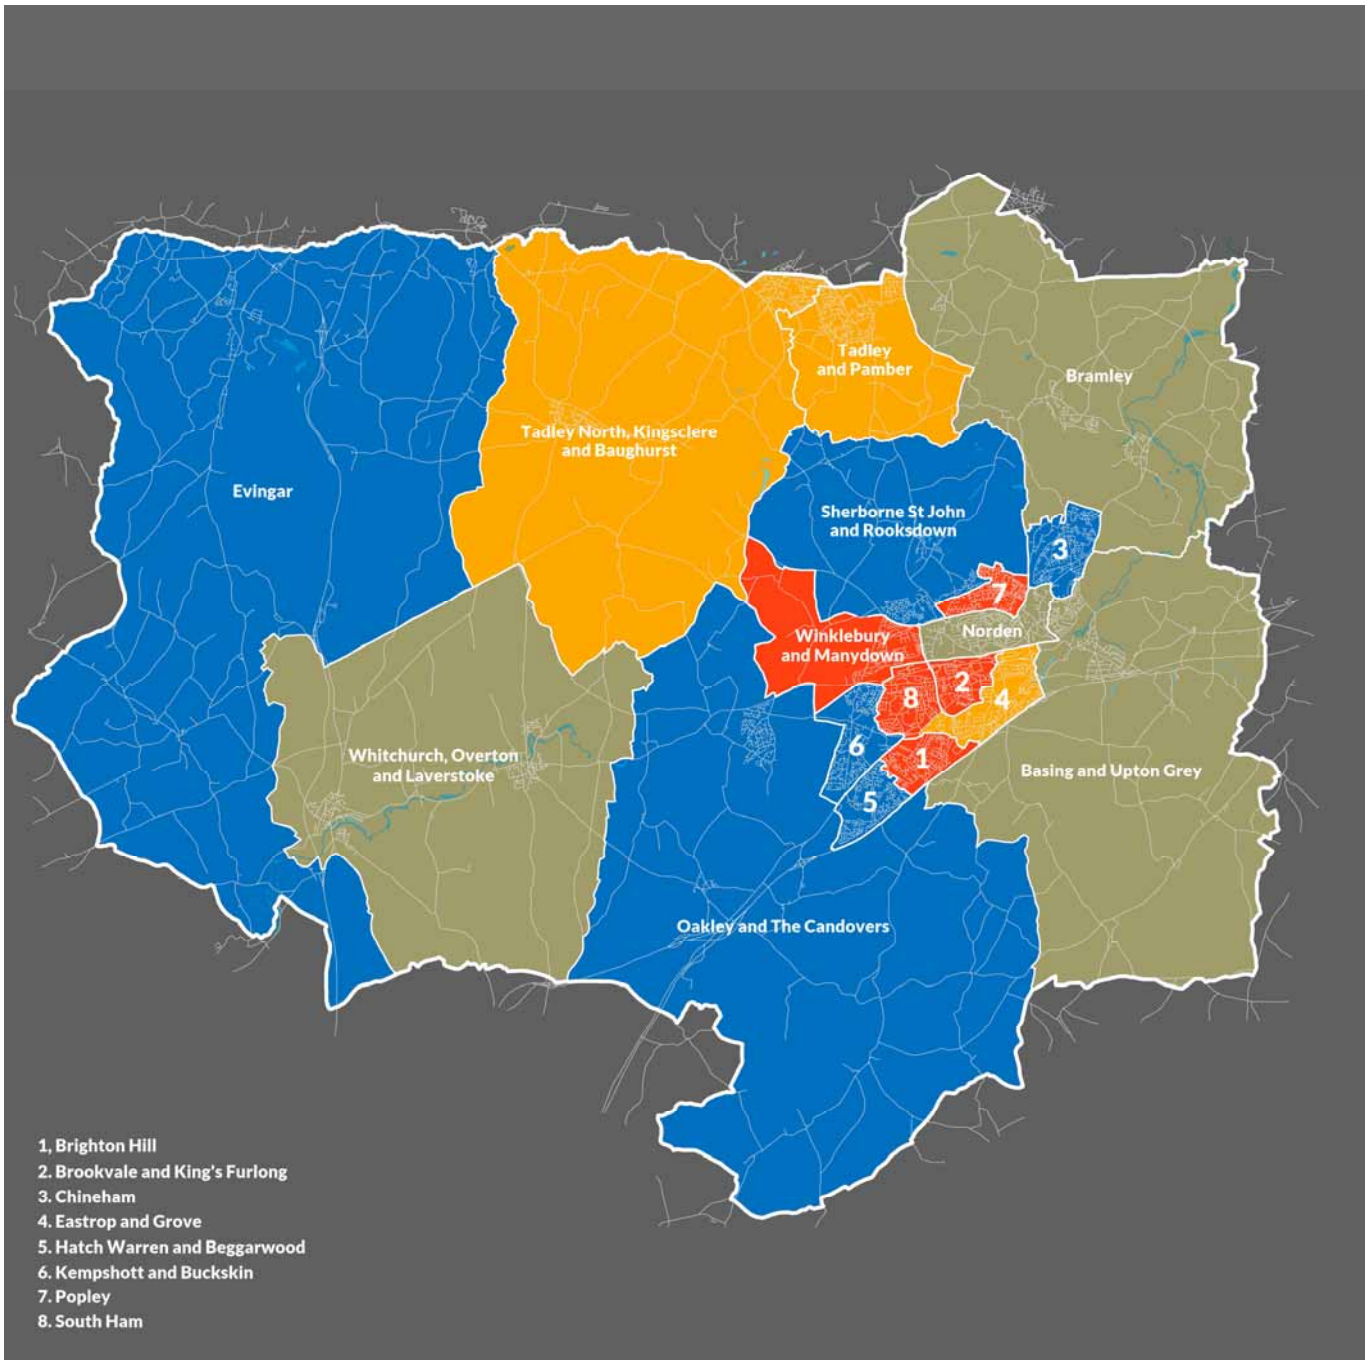 Tadley
and Pamber
Bramley
Tadley North, Kingsclere
and Baughurst
Evingar
Sherborne St John
and Rooksdown
3
7
Norden
Winklebury
and Manydown
2
8
4
6
1
Whitchurch, Overton
and Laverstoke
Basing and Upton Grey
5
Oakley and The Candovers
1, Brighton Hill
2. Brookvale and King's Furlong
3. Chineham
4. Eastrop and Grove
5. Hatch Warren and Beggarwood
6. Kempshott and Buckskin
7. Popley
8. South Ham